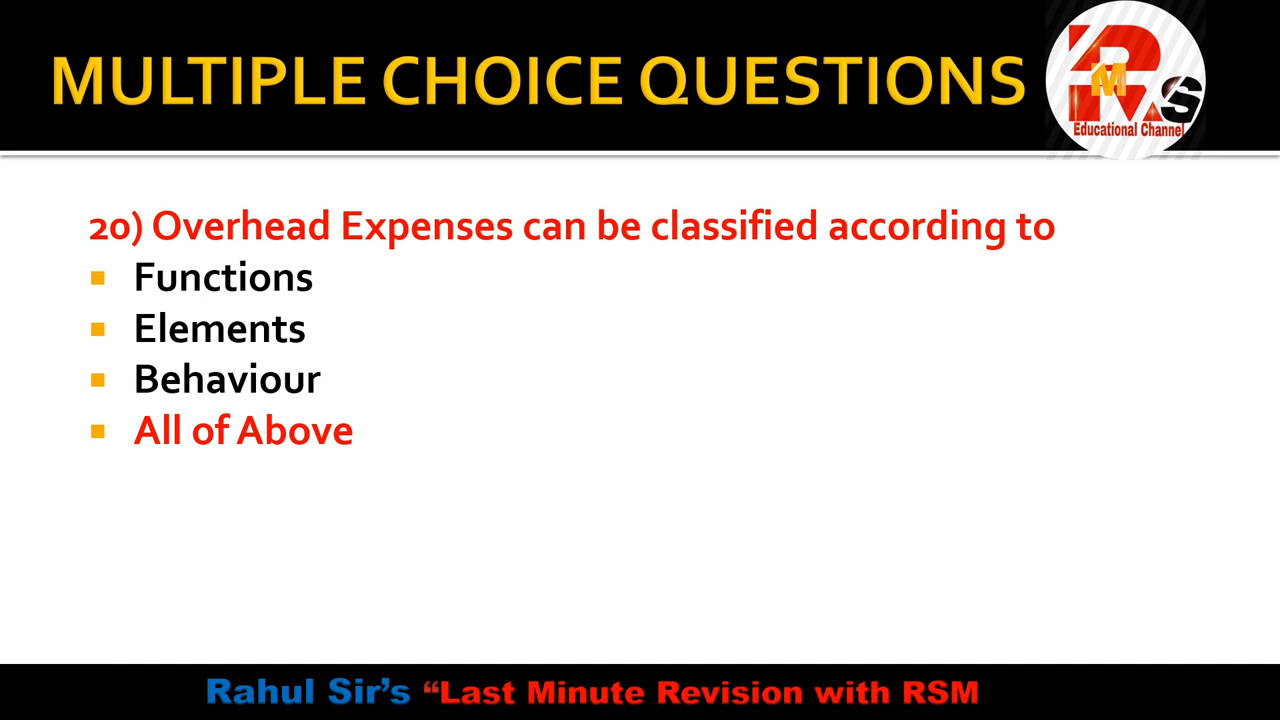 MULTIPLE CHOICE QUESTIONS
RMS
Educational Channel
20) Overhead Expenses can be classified according to
Functions
Elements
Behaviour
All of Above
Rahul Sir's “Last Minute Revision with RSM